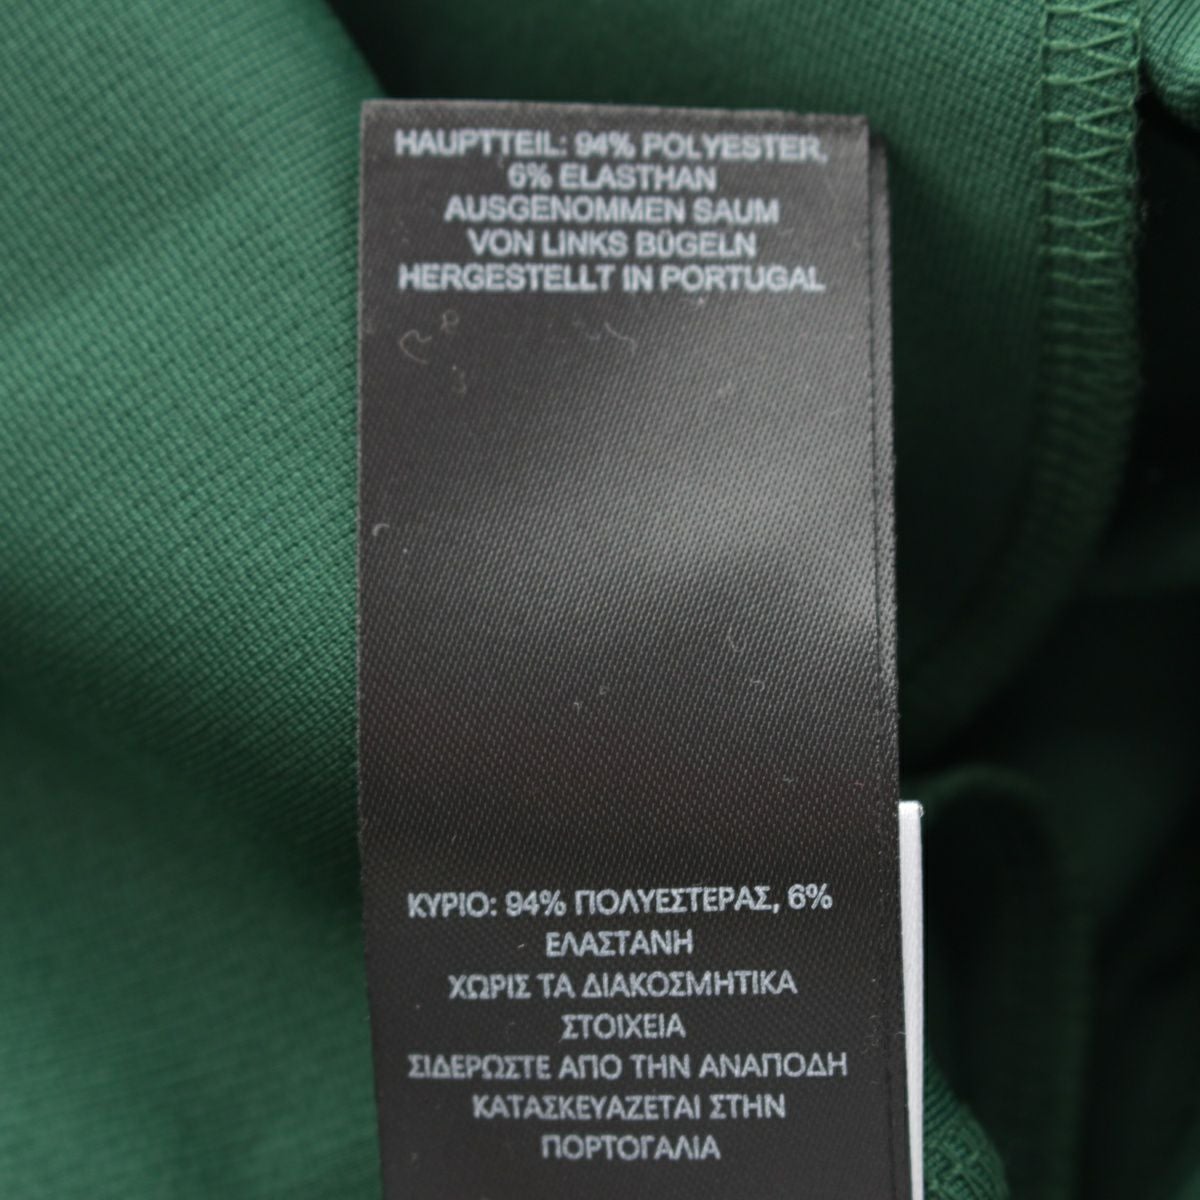 HAUPTTEIL: 94% POLYESTER,
6% ELASTHAN
AUSGENOMMEN SAUM
VON LINKS BÜGELN
HERGESTELLT IN PORTUGAL
ΚΥΡΙΟ: 94% ΠΟΛΥΕΣΤΕΡΑΣ, 6%
ΕΛΑΣΤΑΝΗ
ΧΩΡΙΣ ΤΑ ΔΙΑΚΟΣΜΗΤΙΚΑ
ΣΤΟΙΧΕΙΑ
ΣΙΔΕΡΩΣΤΕ ΑΠΟ ΤΗΝ ΑΝΑΠΟΔΗ
ΚΑΤΑΣΚΕΥΑΖΕΤΑΙ ΣΤΗΝ
ΠΟΡΤΟΓΑΛΙΑ